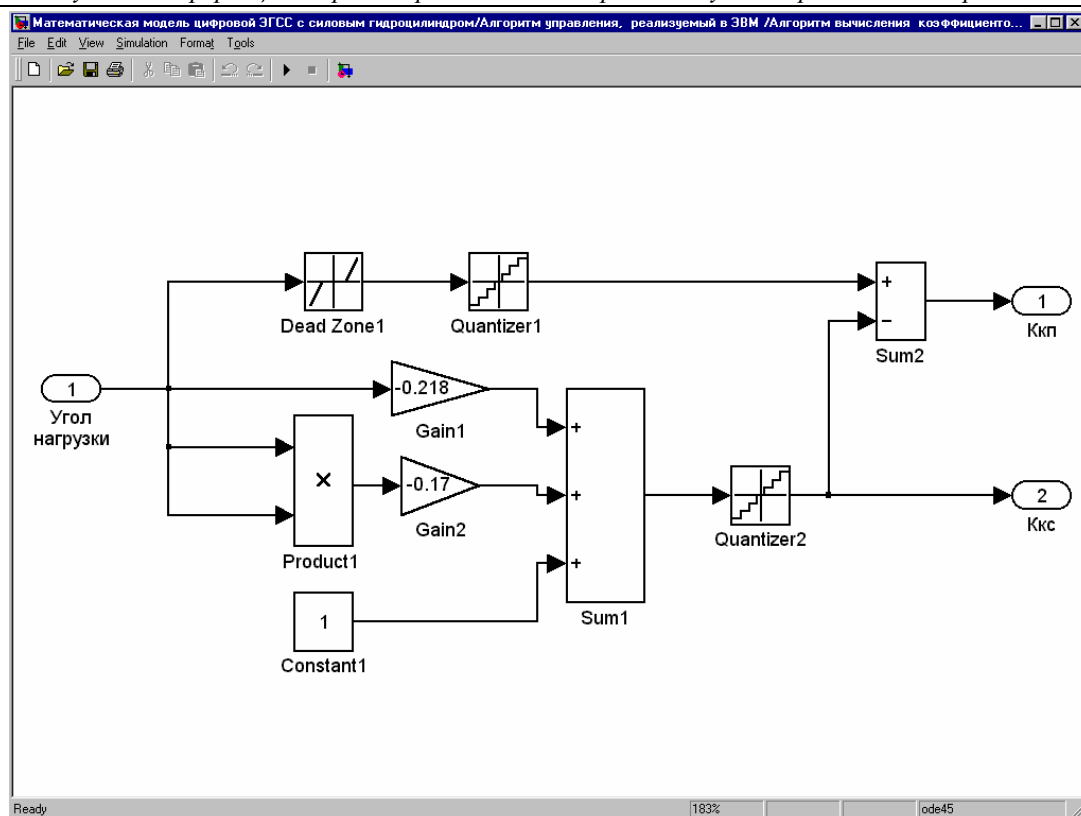 Математическая модель цифровой ЭГСС с силовым гидроцилиндром/Алгоритм управления, реализуемый в ЭВМ /Алгоритм вычисления коэффициенто...
File Edit View Simulation Format Tools
Dead Zone1
Quantizer1
+
−
Sum2
1
Ккп
1
Угол
нагрузки
-0.218
Gain1
×
Product1
-0.17
Gain2
1
Constant1
+
+
+
Sum1
Quantizer2
2
Ккс
Ready
183%
ode45